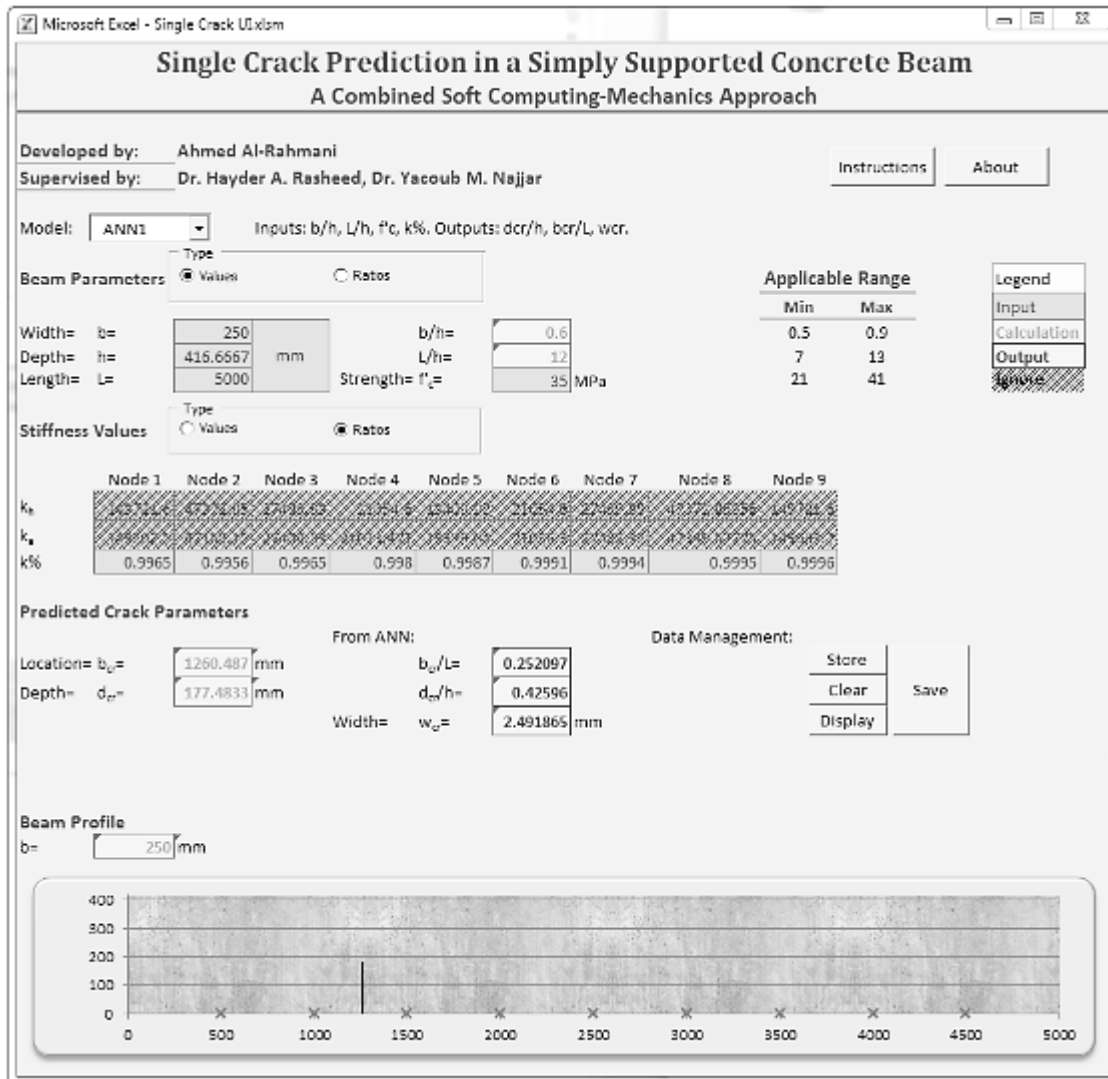 Microsoft Excel - Single Crack UI.xlsm
Single Crack Prediction in a Simply Supported Concrete Beam
A Combined Soft Computing-Mechanics Approach
Developed by: Ahmed Al-Rahmani
Supervised by: Dr. Hayder A. Rasheed, Dr. Yacoub M. Najjar
Instructions About
Model: ANN1 Inputs: b/h, L/h, f'c, k%. Outputs: dcr/h, bcr/L, wcr.
Beam Parameters Type Values Ratos
Applicable Range Legend
Min Max Input
Width= b= 250 b/h= 0.6 0.5 0.9 Calculation
Depth= h= 416.6667 mm L/h= 12 7 13 Output
Length= L= 5000 Strength= f'c= 35 MPa 21 41 Ignore
Stiffness Values Type Values Ratos
Node 1 Node 2 Node 3 Node 4 Node 5 Node 6 Node 7 Node 8 Node 9
k% 0.9965 0.9956 0.9965 0.998 0.9987 0.9991 0.9994 0.9995 0.9996
Predicted Crack Parameters
From ANN: Data Management:
Location= bcr= 1260.487 mm bcr/L= 0.252097 Store
Depth= dcr= 177.4833 mm dcr/h= 0.42596 Clear Save
Width= wcr= 2.491865 mm Display
Beam Profile
b= 250 mm
400
300
200
100
0
0 500 1000 1500 2000 2500 3000 3500 4000 4500 5000